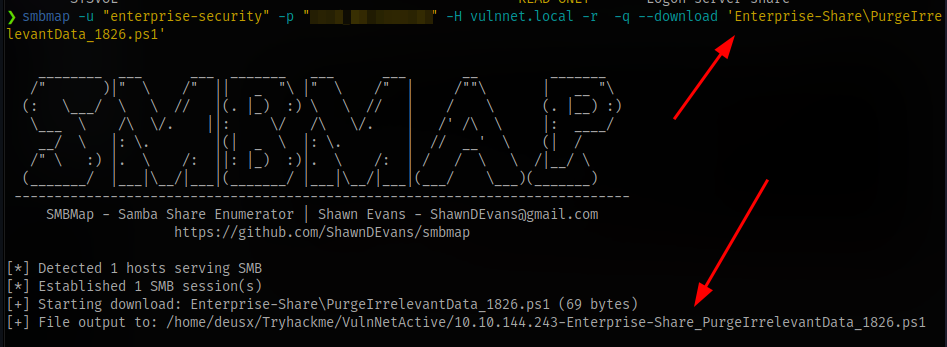 SYSVOL READ ONLY Logon server share
❯ smbmap -u "enterprise-security" -p " " -H vulnnet.local -r -q --download 'Enterprise-Share\PurgeIrre
levantData_1826.ps1'
SMBMAP
SMBMap - Samba Share Enumerator | Shawn Evans - ShawnDEvans@gmail.com
https://github.com/ShawnDEvans/smbmap
[*] Detected 1 hosts serving SMB
[*] Established 1 SMB session(s)
[+] Starting download: Enterprise-Share\PurgeIrrelevantData_1826.ps1 (69 bytes)
[+] File output to: /home/deusx/Tryhackme/VulnNetActive/10.10.144.243-Enterprise-Share_PurgeIrrelevantData_1826.ps1